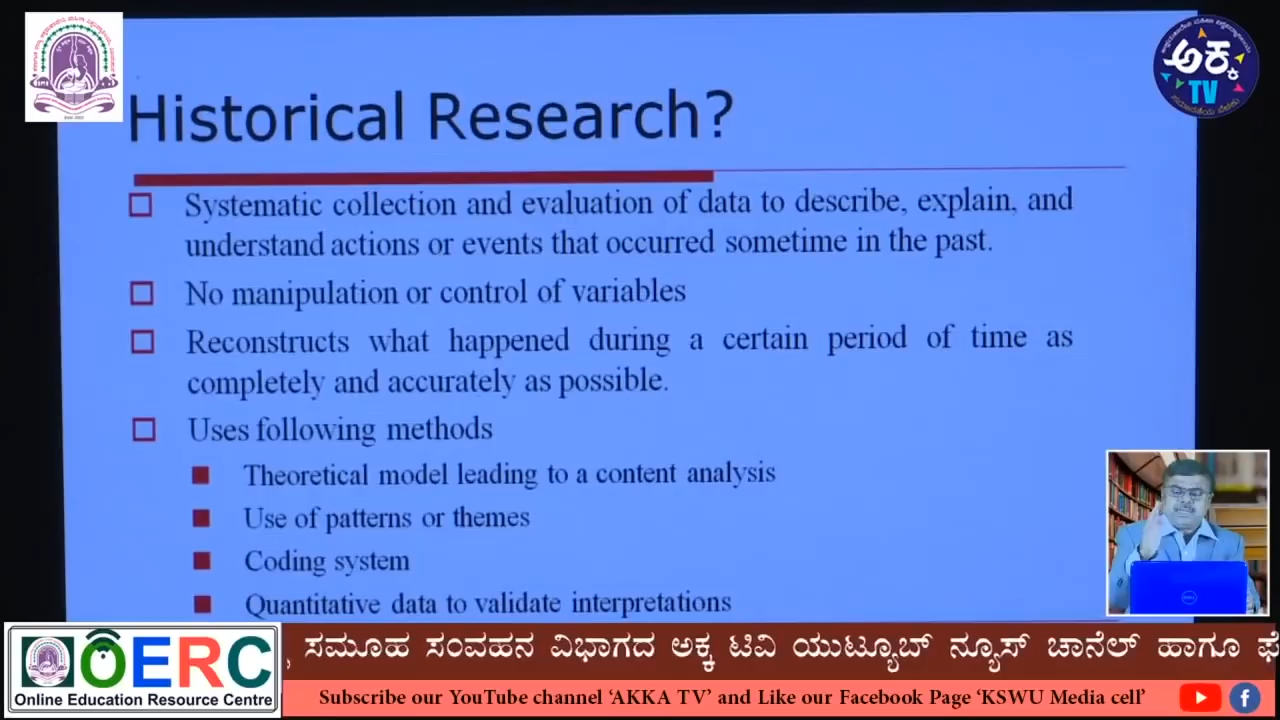 ಅಕ್ಕ
TV
Historical Research?
Systematic collection and evaluation of data to describe, explain, and
understand actions or events that occurred sometime in the past.
No manipulation or control of variables
Reconstructs what happened during a certain period of time as
completely and accurately as possible.
Uses following methods
Theoretical model leading to a content analysis
Use of patterns or themes
Coding system
Quantitative data to validate interpretations
DELL
OERC
Online Education Resource Centre
ಸಮೂಹ ಸಂವಹನ ವಿಭಾಗದ ಅಕ್ಕ ಟಿವಿ ಯುಟ್ಯೂಬ್ ನ್ಯೂಸ್ ಚಾನೆಲ್ ಹಾಗೂ ಫೆ
Subscribe our YouTube channel ‘AKKA TV’ and Like our Facebook Page ‘KSWU Media cell’